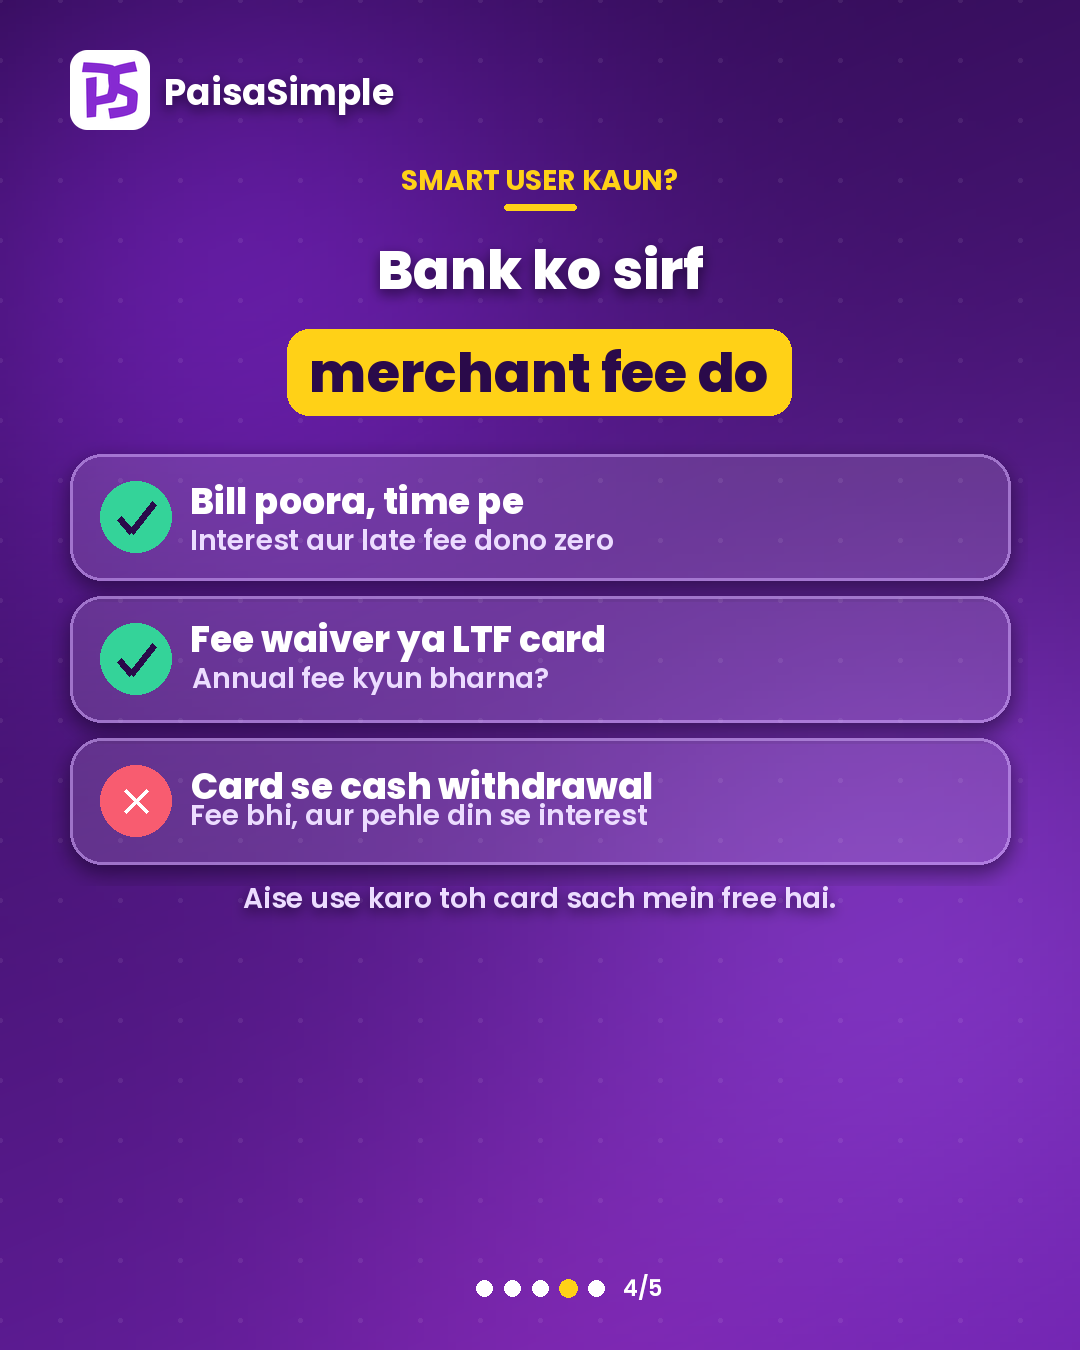 PaisaSimple
SMART USER KAUN?
Bank ko sirf
merchant fee do
Bill poora, time pe
Interest aur late fee dono zero
Fee waiver ya LTF card
Annual fee kyun bharna?
Card se cash withdrawal
Fee bhi, aur pehle din se interest
Aise use karo toh card sach mein free hai.
4/5